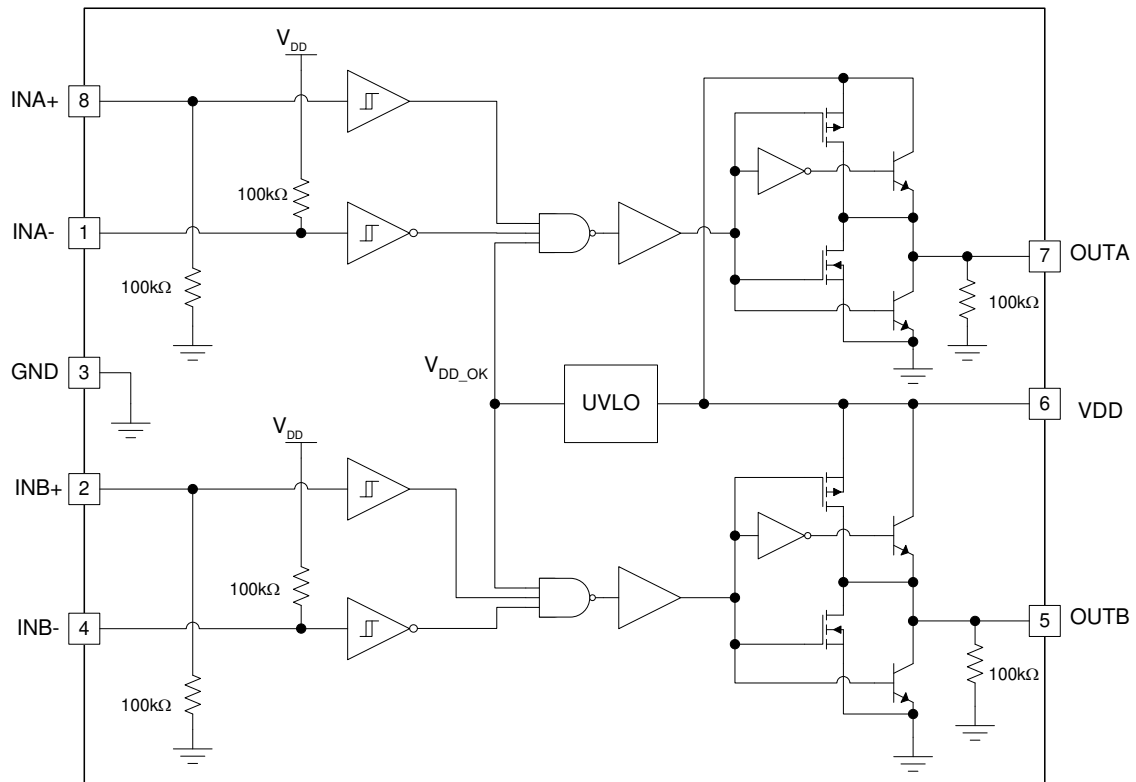 V_DD
INA+ 8
100kΩ
INA- 1
7 OUTA
100kΩ
100kΩ
GND 3
V_DD_OK
UVLO
6 VDD
V_DD
INB+ 2
100kΩ
INB- 4
5 OUTB
100kΩ
100kΩ